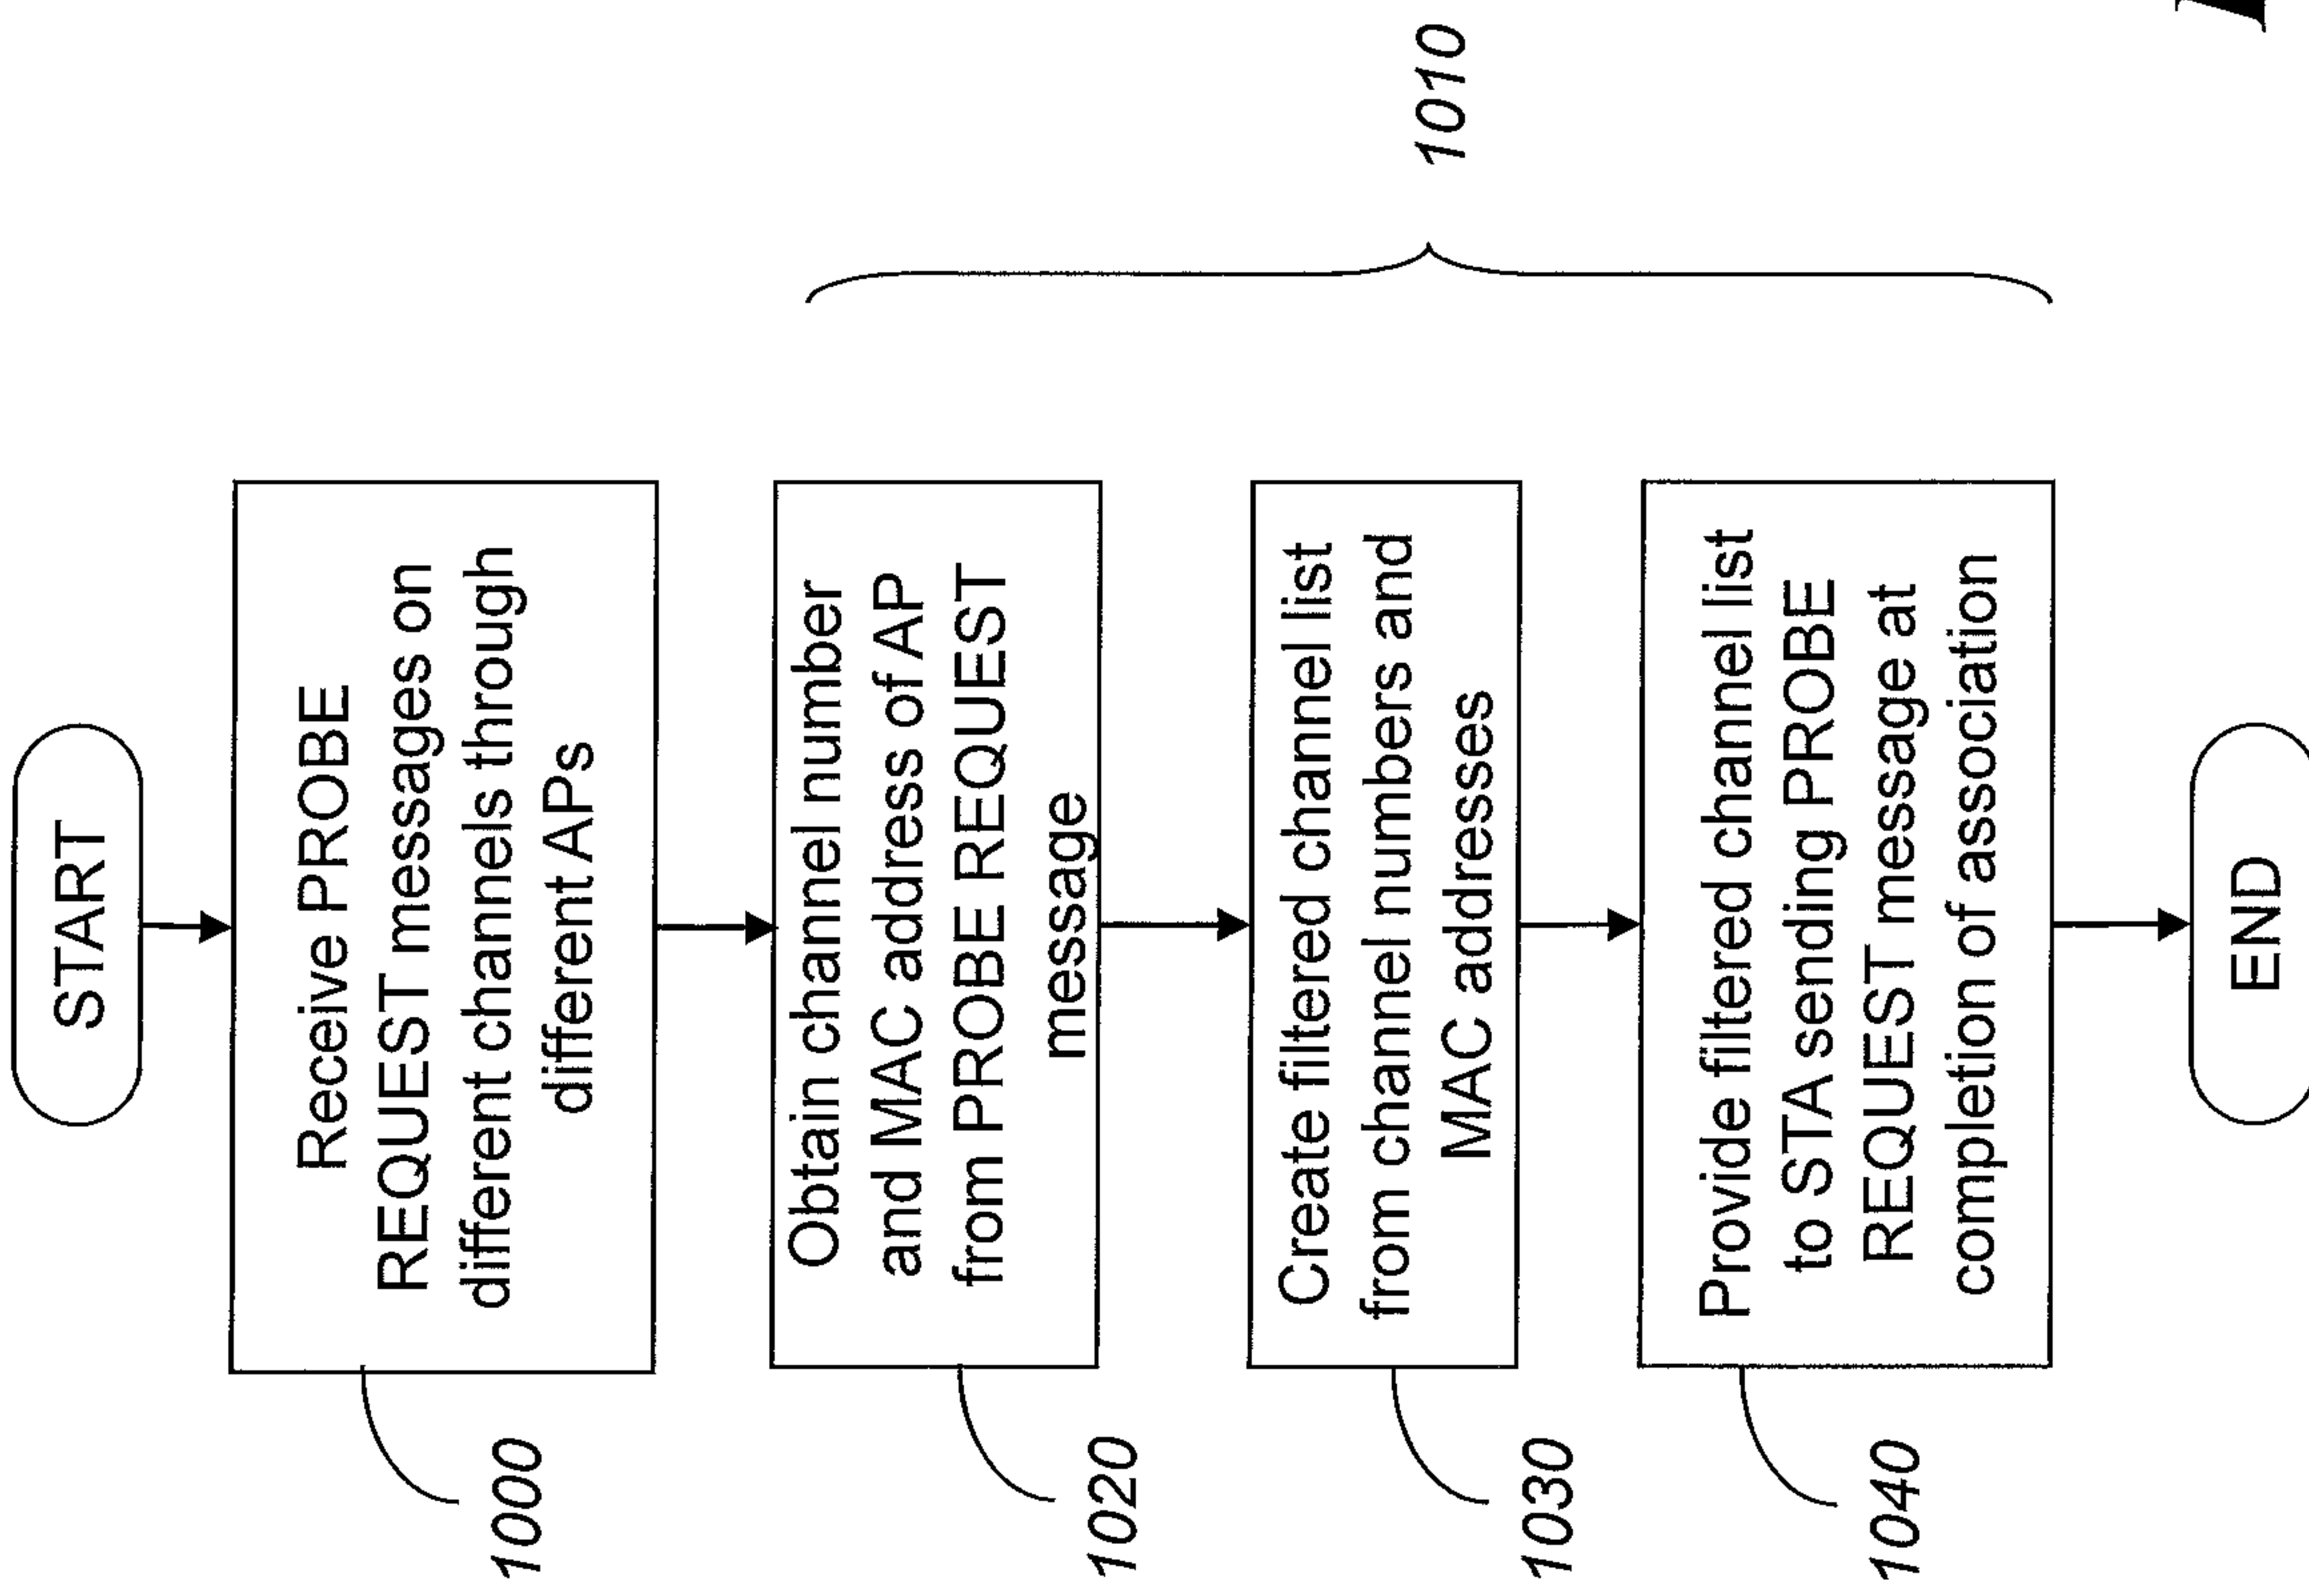 START
Receive PROBE
REQUEST messages on
different channels through
different APs
1000
Obtain channel number
and MAC address of AP
from PROBE REQUEST
message
1020
Create filtered channel list
from channel numbers and
MAC addresses
1030
Provide filtered channel list
to STA sending PROBE
REQUEST message at
completion of association
1040
1010
END